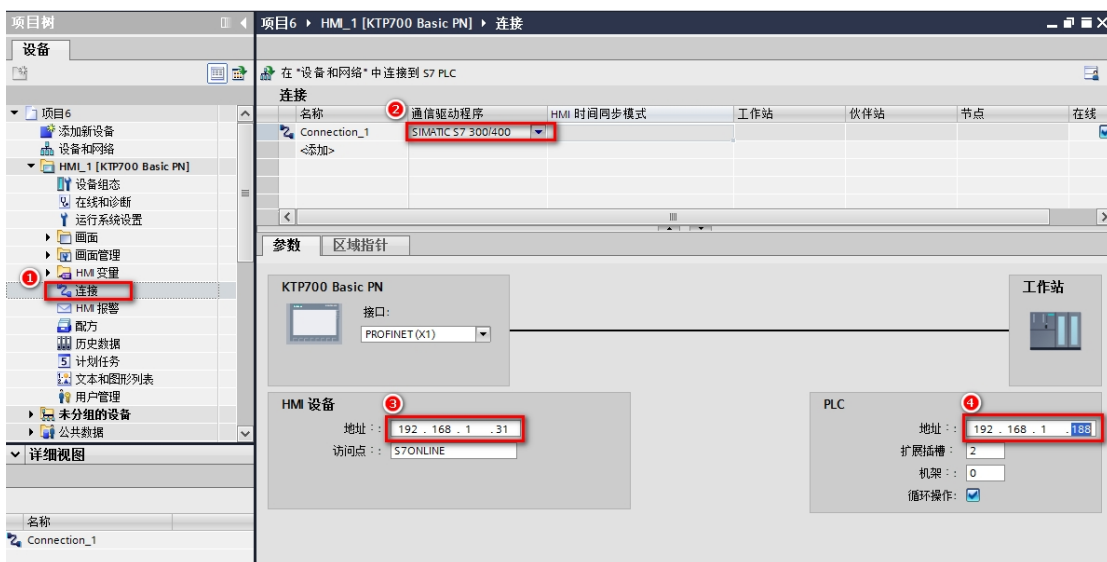 项目树
设备
项目6
添加新设备
设备和网络
HMI_1 [KTP700 Basic PN]
设备组态
在线和诊断
运行系统设置
画面
画面管理
HMI 变量
1
连接
HMI 报警
配方
历史数据
5 计划任务
文本和图形列表
用户管理
未分组的设备
公共数据
详细视图
名称
Connection_1
项目6 HMI_1 [KTP700 Basic PN] 连接
在 "设备和网络" 中连接到 S7 PLC
连接
名称 2 通信驱动程序 HMI 时间同步模式 工作站 伙伴站 节点 在线
Connection_1 SIMATIC S7 300/400
<添加>
参数 区域指针
KTP700 Basic PN
接口:
PROFINET (X1)
工作站
HMI 设备 3
地址: : 192 . 168 . 1 .31
访问点: : S7ONLINE
PLC 4
地址: : 192 . 168 . 1 .188
扩展插槽: 2
机架: : 0
循环操作: